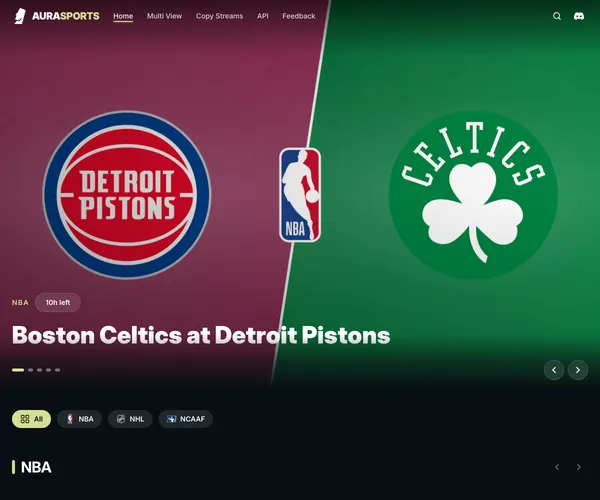 AURASPORTS
Home
Multi View
Copy Streams
API
Feedback
DETROIT
PISTONS
NBA
CELTICS
NBA
10h left
Boston Celtics at Detroit Pistons
All
NBA
NHL
NCAAF
NBA